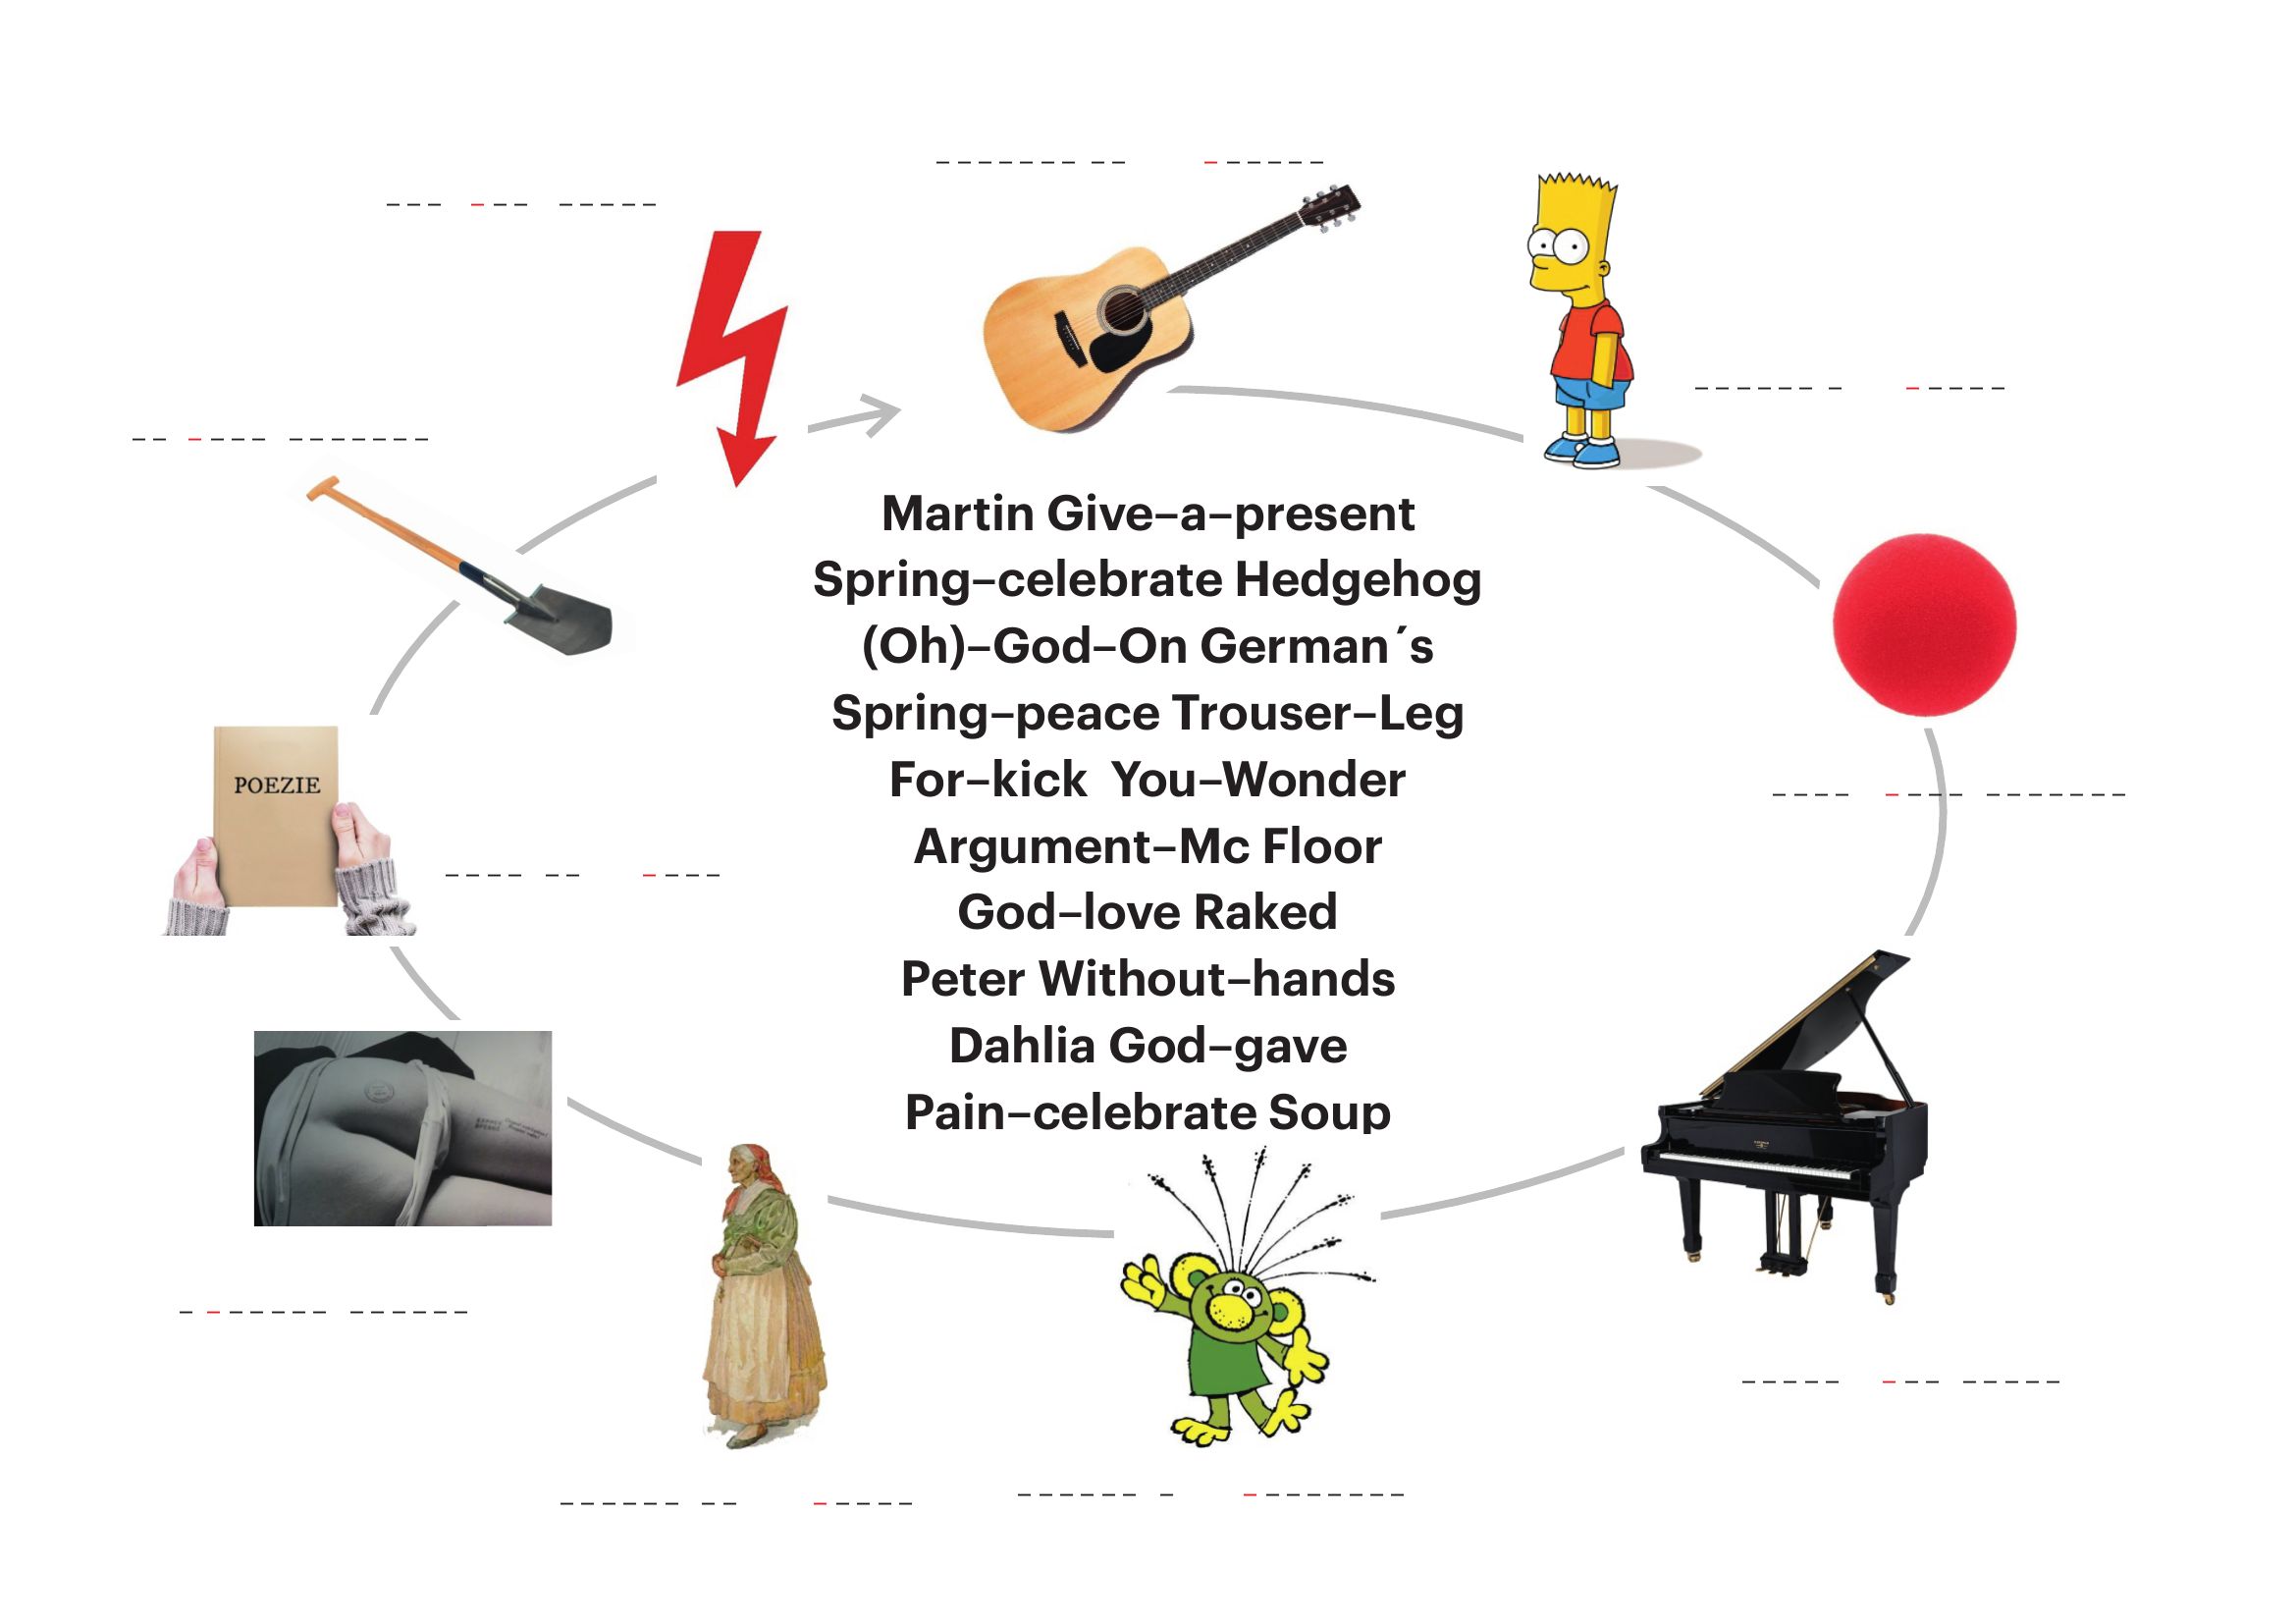 Martin Give–a–present
Spring–celebrate Hedgehog
(Oh)–God–On German´s
Spring–peace Trouser–Leg
For–kick You–Wonder
Argument–Mc Floor
God–love Raked
POEZIE
Peter Without–hands
Dahlia God–gave
Pain–celebrate Soup